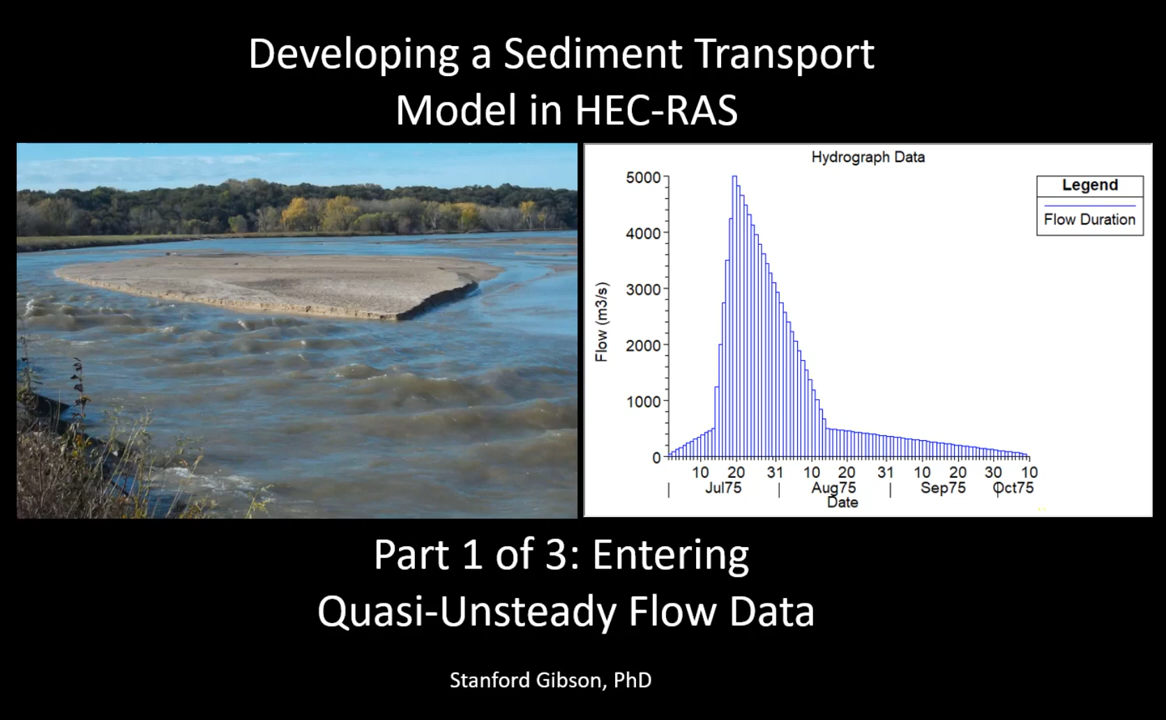 Developing a Sediment Transport
Model in HEC-RAS
Hydrograph Data
Legend
Flow Duration
Flow (m3/s)
5000
4000
3000
2000
1000
0
10 20 31 10 20 31 10 20 30 10
Jul75 Aug75 Sep75 Oct75
Date
Part 1 of 3: Entering
Quasi-Unsteady Flow Data
Stanford Gibson, PhD